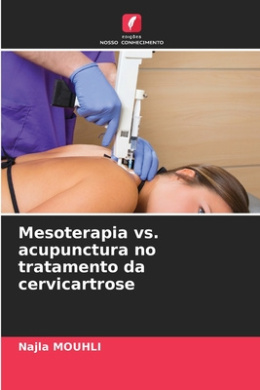 edições
NOSSO CONHECIMENTO
Mesoterapia vs.
acupunctura no
tratamento da
cervicartrose
Najla MOUHLI